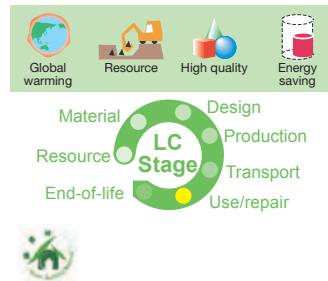 Global
warming
Resource
High quality
Energy
saving
Material
Design
Production
Resource
LC
Stage
Transport
End-of-life
Use/repair